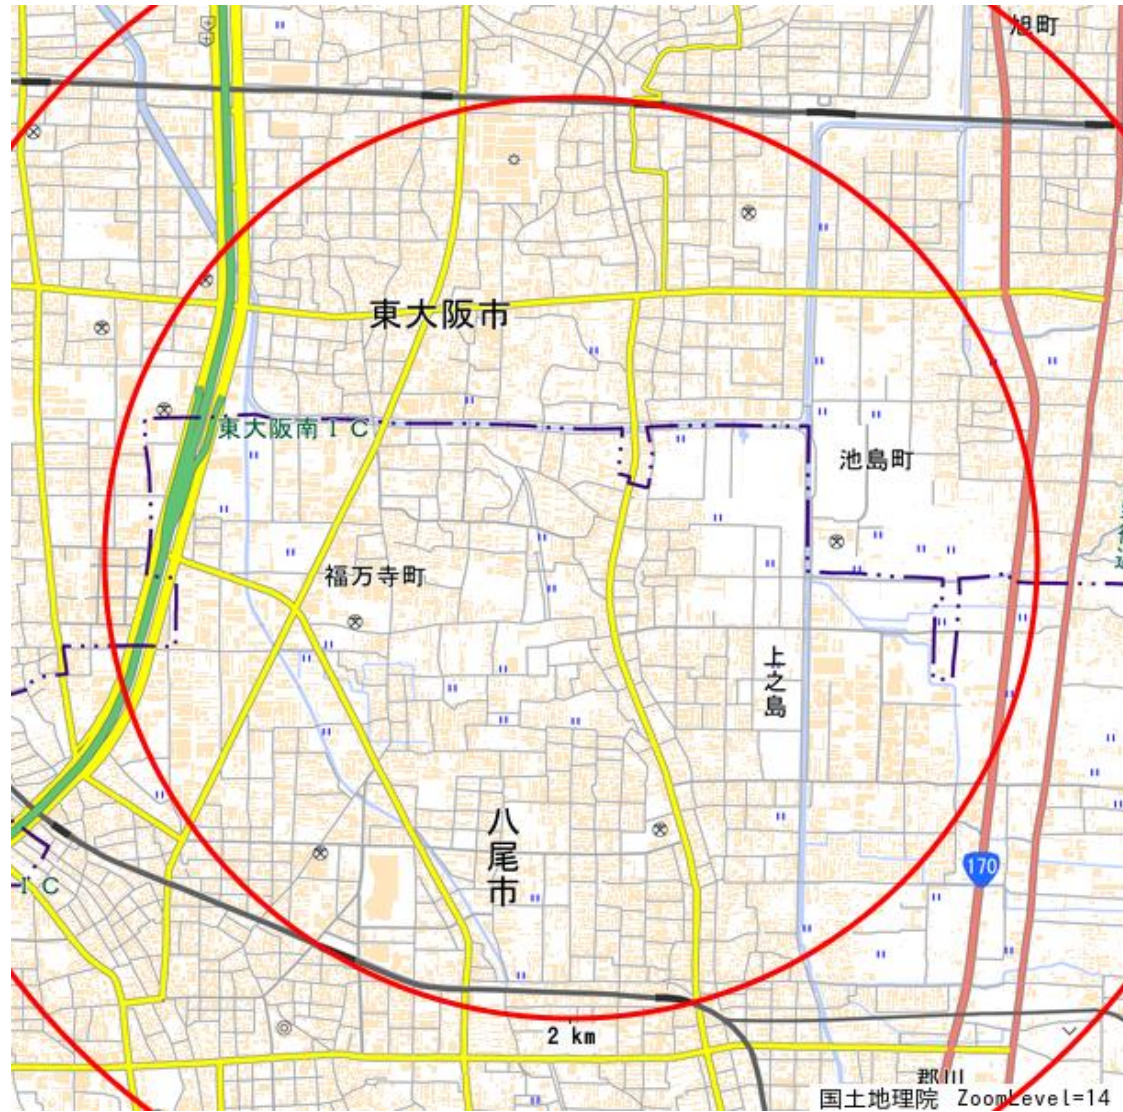 旭町
東大阪市
東大阪南IC
池島町
福万寺町
上之島
八尾市
170
IC
2 km
郡川
国土地理院 ZoomLevel=14